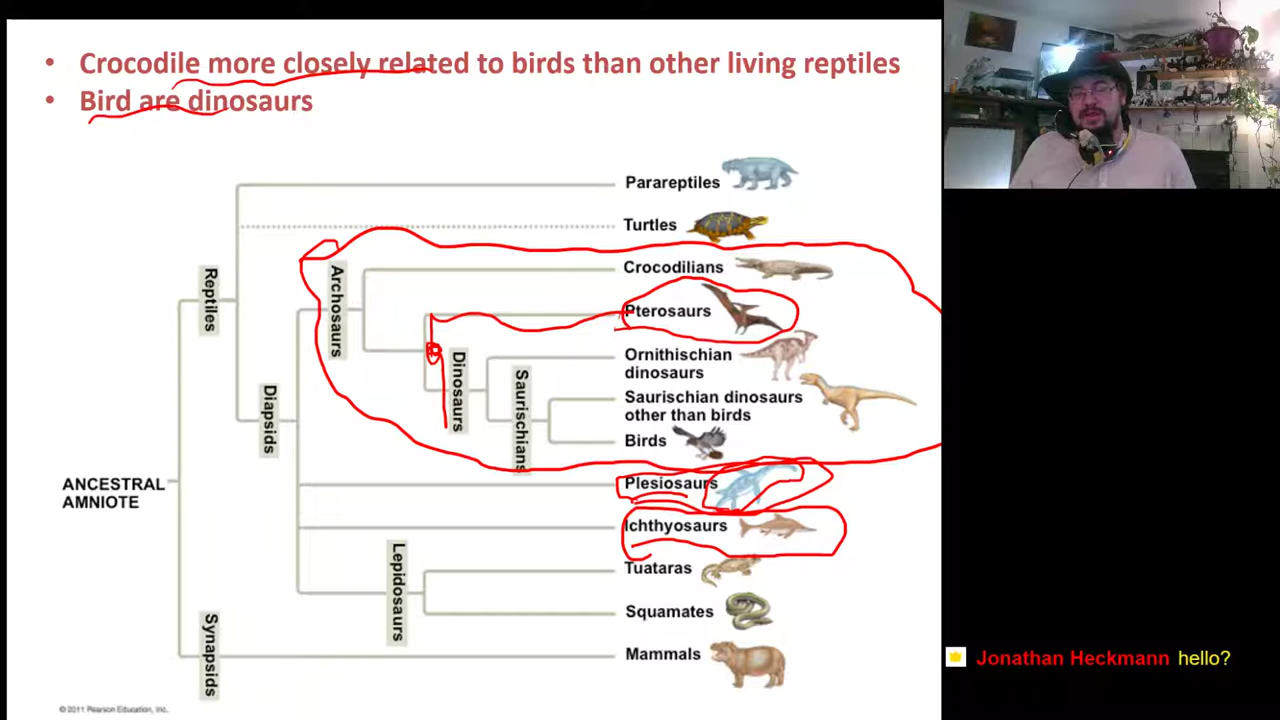 • Crocodile more closely related to birds than other living reptiles
• Bird are dinosaurs
Parareptiles
Turtles
Crocodilians
Pterosaurs
Ornithischian
dinosaurs
Saurischian dinosaurs
other than birds
Birds
Plesiosaurs
Ichthyosaurs
Tuataras
Squamates
Mammals
Reptiles
Archosaurs
Dinosaurs
Saurischians
Diapsids
ANCESTRAL
AMNIOTE
Lepidosaurs
Synapsids
© 2011 Pearson Education, Inc.
Jonathan Heckmann hello?